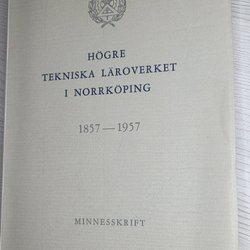 HÖGRE
TEKNISKA LÄROVERKET
I NORRKÖPING
1857—1957
MINNESSKRIFT